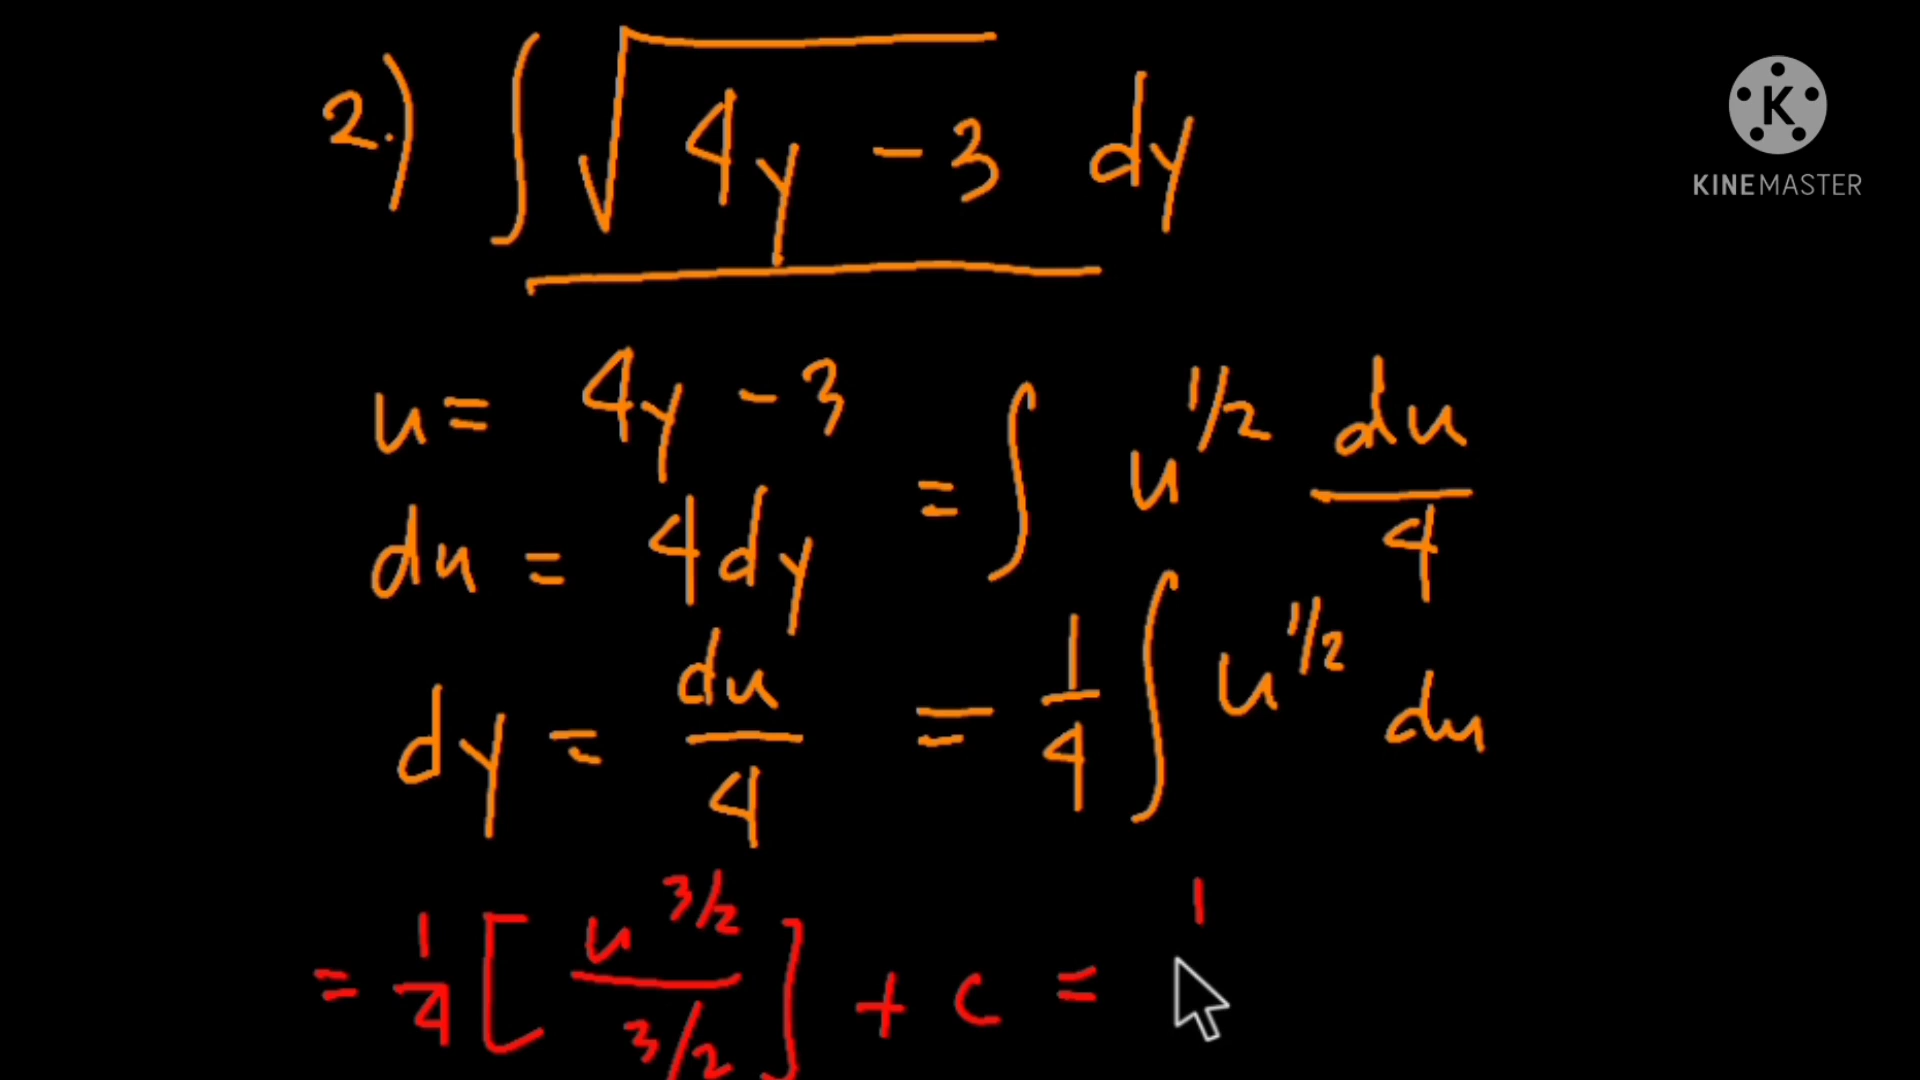 2.) ∫ √(4y - 3) dy
KINEMASTER
u = 4y - 3 = ∫ u^1/2 du/4
du = 4dy
dy = du/4 = 1/4 ∫ u^1/2 du
= 1/4 [u^3/2 / 3/2] + c = 1